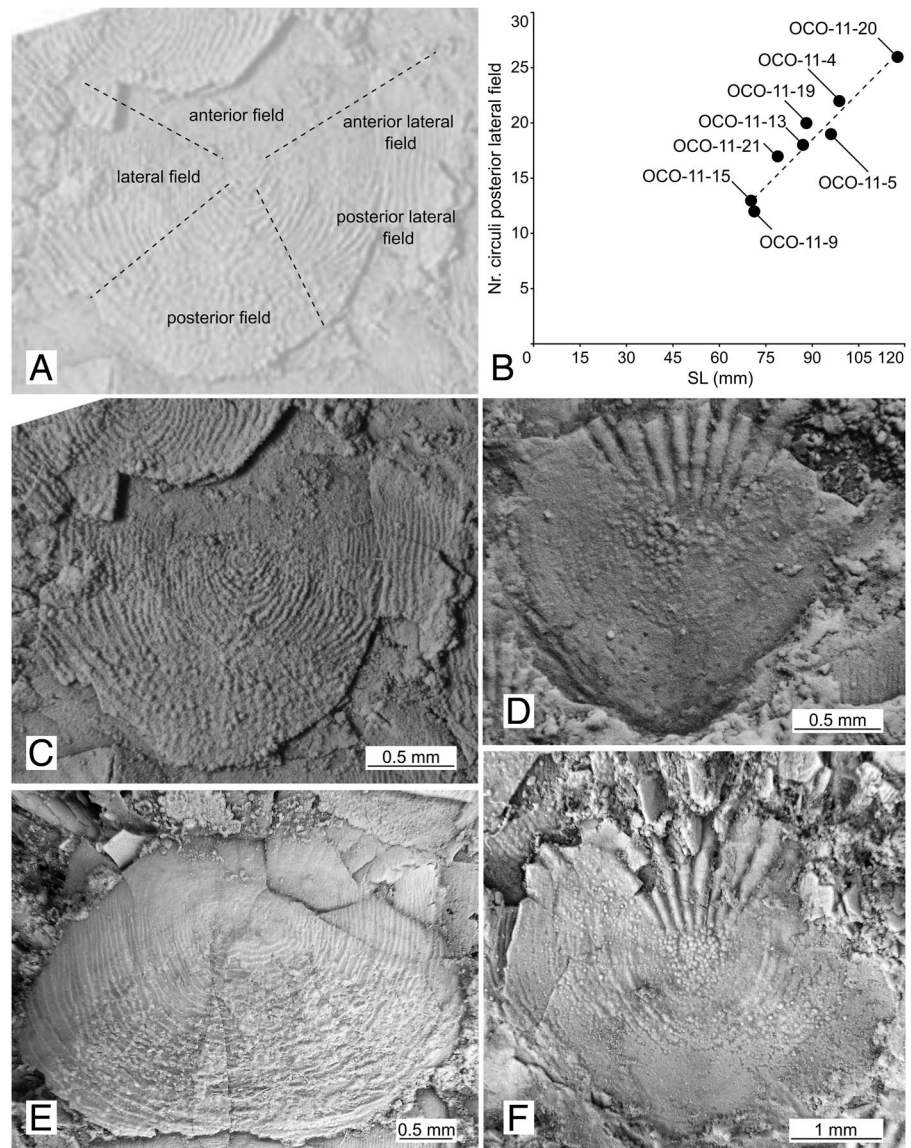 anterior field
anterior lateral
field
lateral field
posterior lateral
field
posterior field
A
Nr. circuli posterior lateral field
30
25
20
15
10
5
OCO-11-20
OCO-11-4
OCO-11-19
OCO-11-13
OCO-11-21
OCO-11-15
OCO-11-5
OCO-11-9
0 15 30 45 60 75 90 105 120
SL (mm)
B
C
0.5 mm
D
0.5 mm
E
0.5 mm
F
1 mm